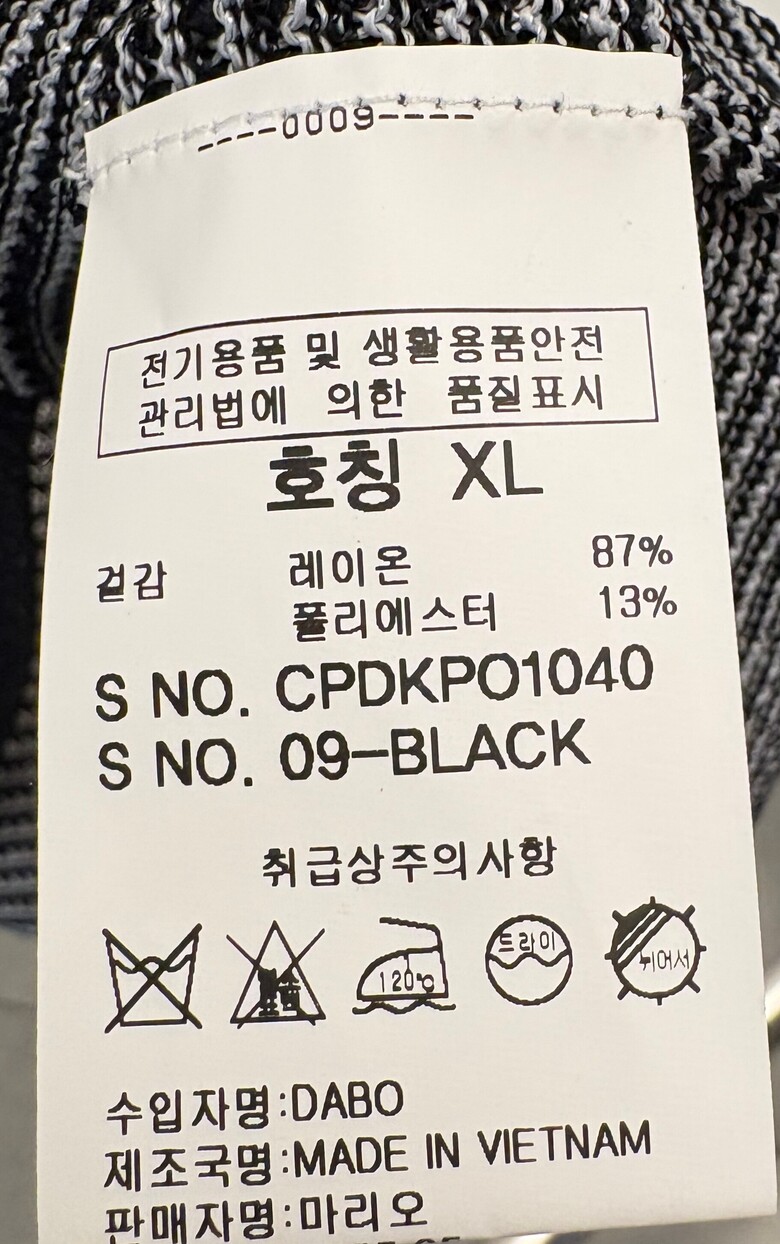 ----0009----
전기용품 및 생활용품안전
관리법에 의한 품질표시
호칭 XL
겉감 레이온 87%
폴리에스터 13%
S NO. CPDKPO1040
S NO. 09-BLACK
취급상주의사항
120℃
드라이
뉘어서
수입자명:DABO
제조국명:MADE IN VIETNAM
판매자명:마리오